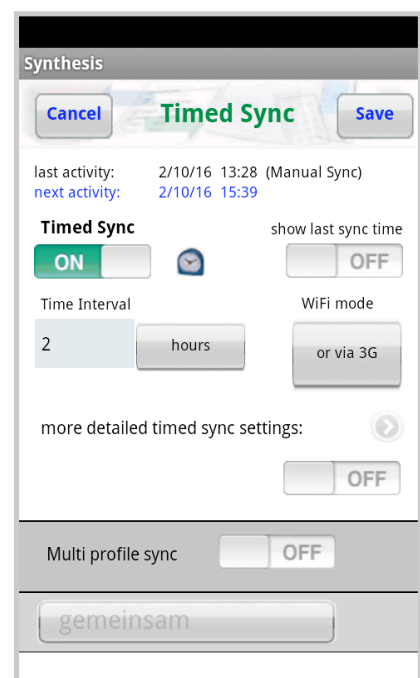 Synthesis
Cancel Timed Sync Save
last activity: 2/10/16 13:28 (Manual Sync)
next activity: 2/10/16 15:39
Timed Sync show last sync time
ON OFF
Time Interval WiFi mode
2 hours or via 3G
more detailed timed sync settings:
OFF
Multi profile sync OFF
gemeinsam